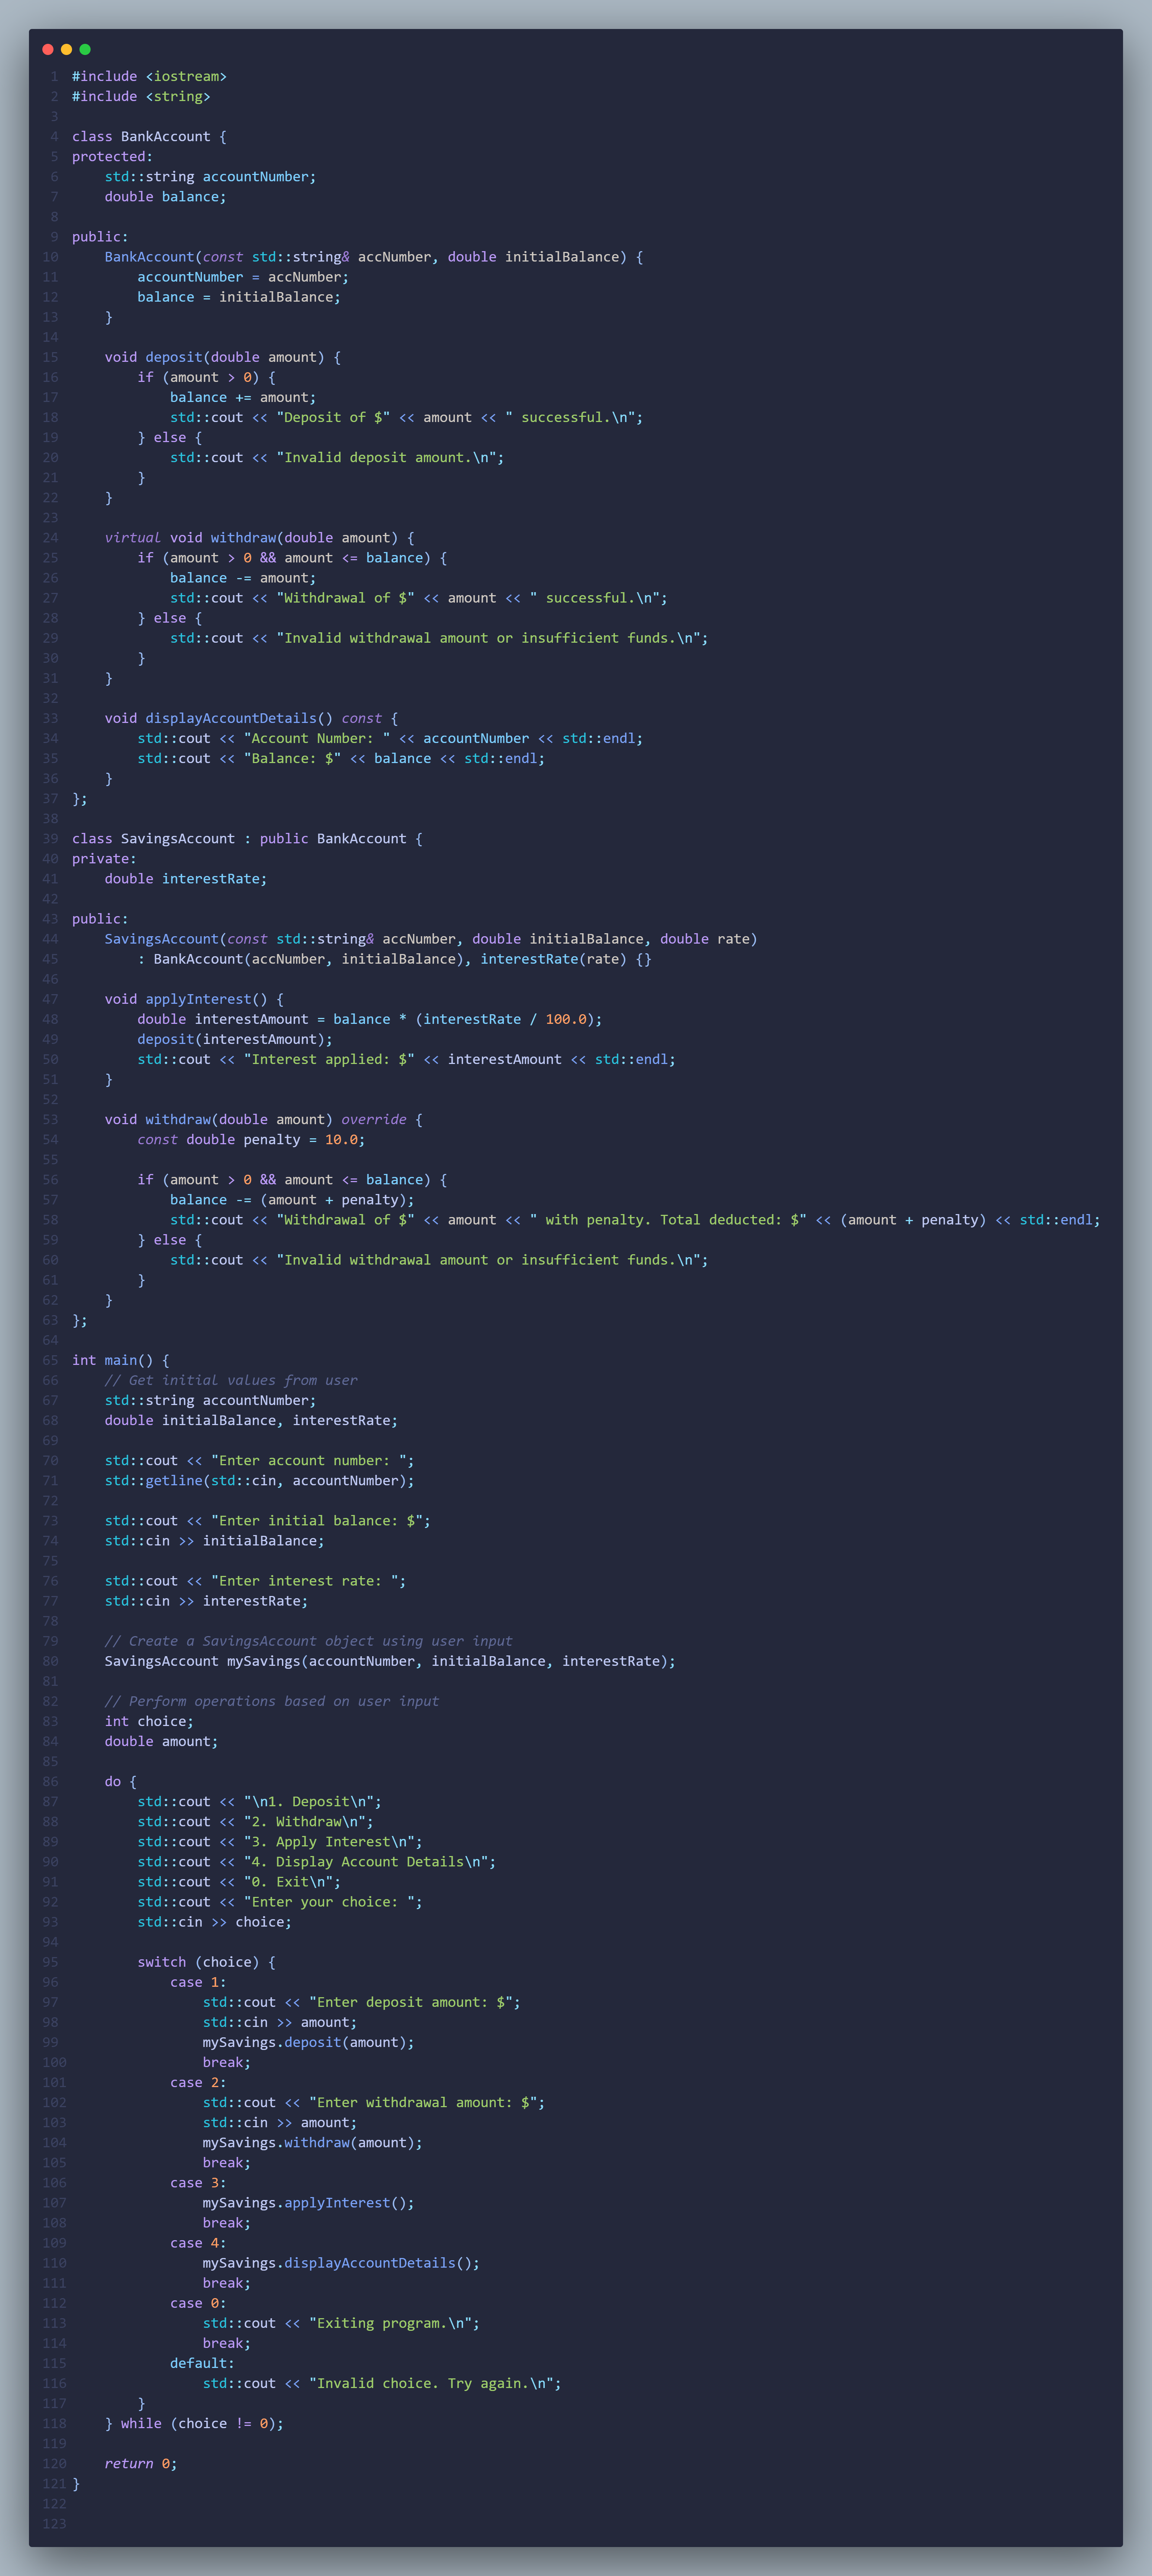 1 #include <iostream>
2 #include <string>
3
4 class BankAccount {
5 protected:
6     std::string accountNumber;
7     double balance;
8
9 public:
10     BankAccount(const std::string& accNumber, double initialBalance) {
11         accountNumber = accNumber;
12         balance = initialBalance;
13     }
14
15     void deposit(double amount) {
16         if (amount > 0) {
17             balance += amount;
18             std::cout << "Deposit of $" << amount << " successful.\n";
19         } else {
20             std::cout << "Invalid deposit amount.\n";
21         }
22     }
23
24     virtual void withdraw(double amount) {
25         if (amount > 0 && amount <= balance) {
26             balance -= amount;
27             std::cout << "Withdrawal of $" << amount << " successful.\n";
28         } else {
29             std::cout << "Invalid withdrawal amount or insufficient funds.\n";
30         }
31     }
32
33     void displayAccountDetails() const {
34         std::cout << "Account Number: " << accountNumber << std::endl;
35         std::cout << "Balance: $" << balance << std::endl;
36     }
37 };
38
39 class SavingsAccount : public BankAccount {
40 private:
41     double interestRate;
42
43 public:
44     SavingsAccount(const std::string& accNumber, double initialBalance, double rate)
45         : BankAccount(accNumber, initialBalance), interestRate(rate) {}
46
47     void applyInterest() {
48         double interestAmount = balance * (interestRate / 100.0);
49         deposit(interestAmount);
50         std::cout << "Interest applied: $" << interestAmount << std::endl;
51     }
52
53     void withdraw(double amount) override {
54         const double penalty = 10.0;
55
56         if (amount > 0 && amount <= balance) {
57             balance -= (amount + penalty);
58             std::cout << "Withdrawal of $" << amount << " with penalty. Total deducted: $" << (amount + penalty) << std::endl;
59         } else {
60             std::cout << "Invalid withdrawal amount or insufficient funds.\n";
61         }
62     }
63 };
64
65 int main() {
66     // Get initial values from user
67     std::string accountNumber;
68     double initialBalance, interestRate;
69
70     std::cout << "Enter account number: ";
71     std::getline(std::cin, accountNumber);
72
73     std::cout << "Enter initial balance: $";
74     std::cin >> initialBalance;
75
76     std::cout << "Enter interest rate: ";
77     std::cin >> interestRate;
78
79     // Create a SavingsAccount object using user input
80     SavingsAccount mySavings(accountNumber, initialBalance, interestRate);
81
82     // Perform operations based on user input
83     int choice;
84     double amount;
85
86     do {
87         std::cout << "\n1. Deposit\n";
88         std::cout << "2. Withdraw\n";
89         std::cout << "3. Apply Interest\n";
90         std::cout << "4. Display Account Details\n";
91         std::cout << "0. Exit\n";
92         std::cout << "Enter your choice: ";
93         std::cin >> choice;
94
95         switch (choice) {
96             case 1:
97                 std::cout << "Enter deposit amount: $";
98                 std::cin >> amount;
99                 mySavings.deposit(amount);
100                 break;
101             case 2:
102                 std::cout << "Enter withdrawal amount: $";
103                 std::cin >> amount;
104                 mySavings.withdraw(amount);
105                 break;
106             case 3:
107                 mySavings.applyInterest();
108                 break;
109             case 4:
110                 mySavings.displayAccountDetails();
111                 break;
112             case 0:
113                 std::cout << "Exiting program.\n";
114                 break;
115             default:
116                 std::cout << "Invalid choice. Try again.\n";
117         }
118     } while (choice != 0);
119
120     return 0;
121 }
122
123